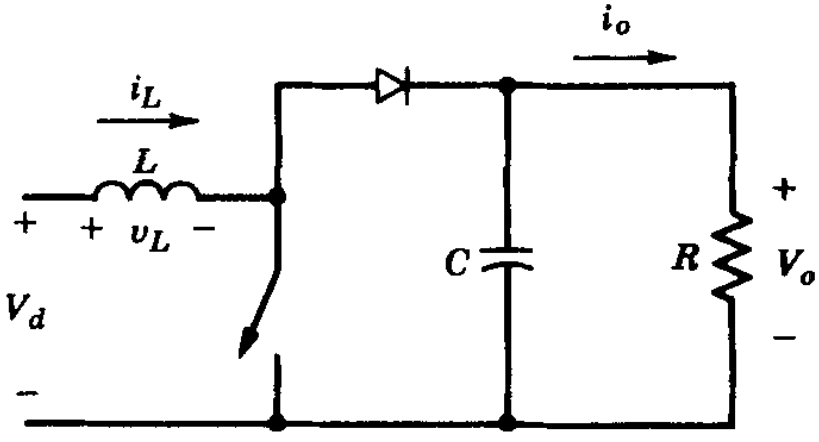 i_o
i_L
L
+ + v_L -
V_d
-
C
R
+
V_o
-